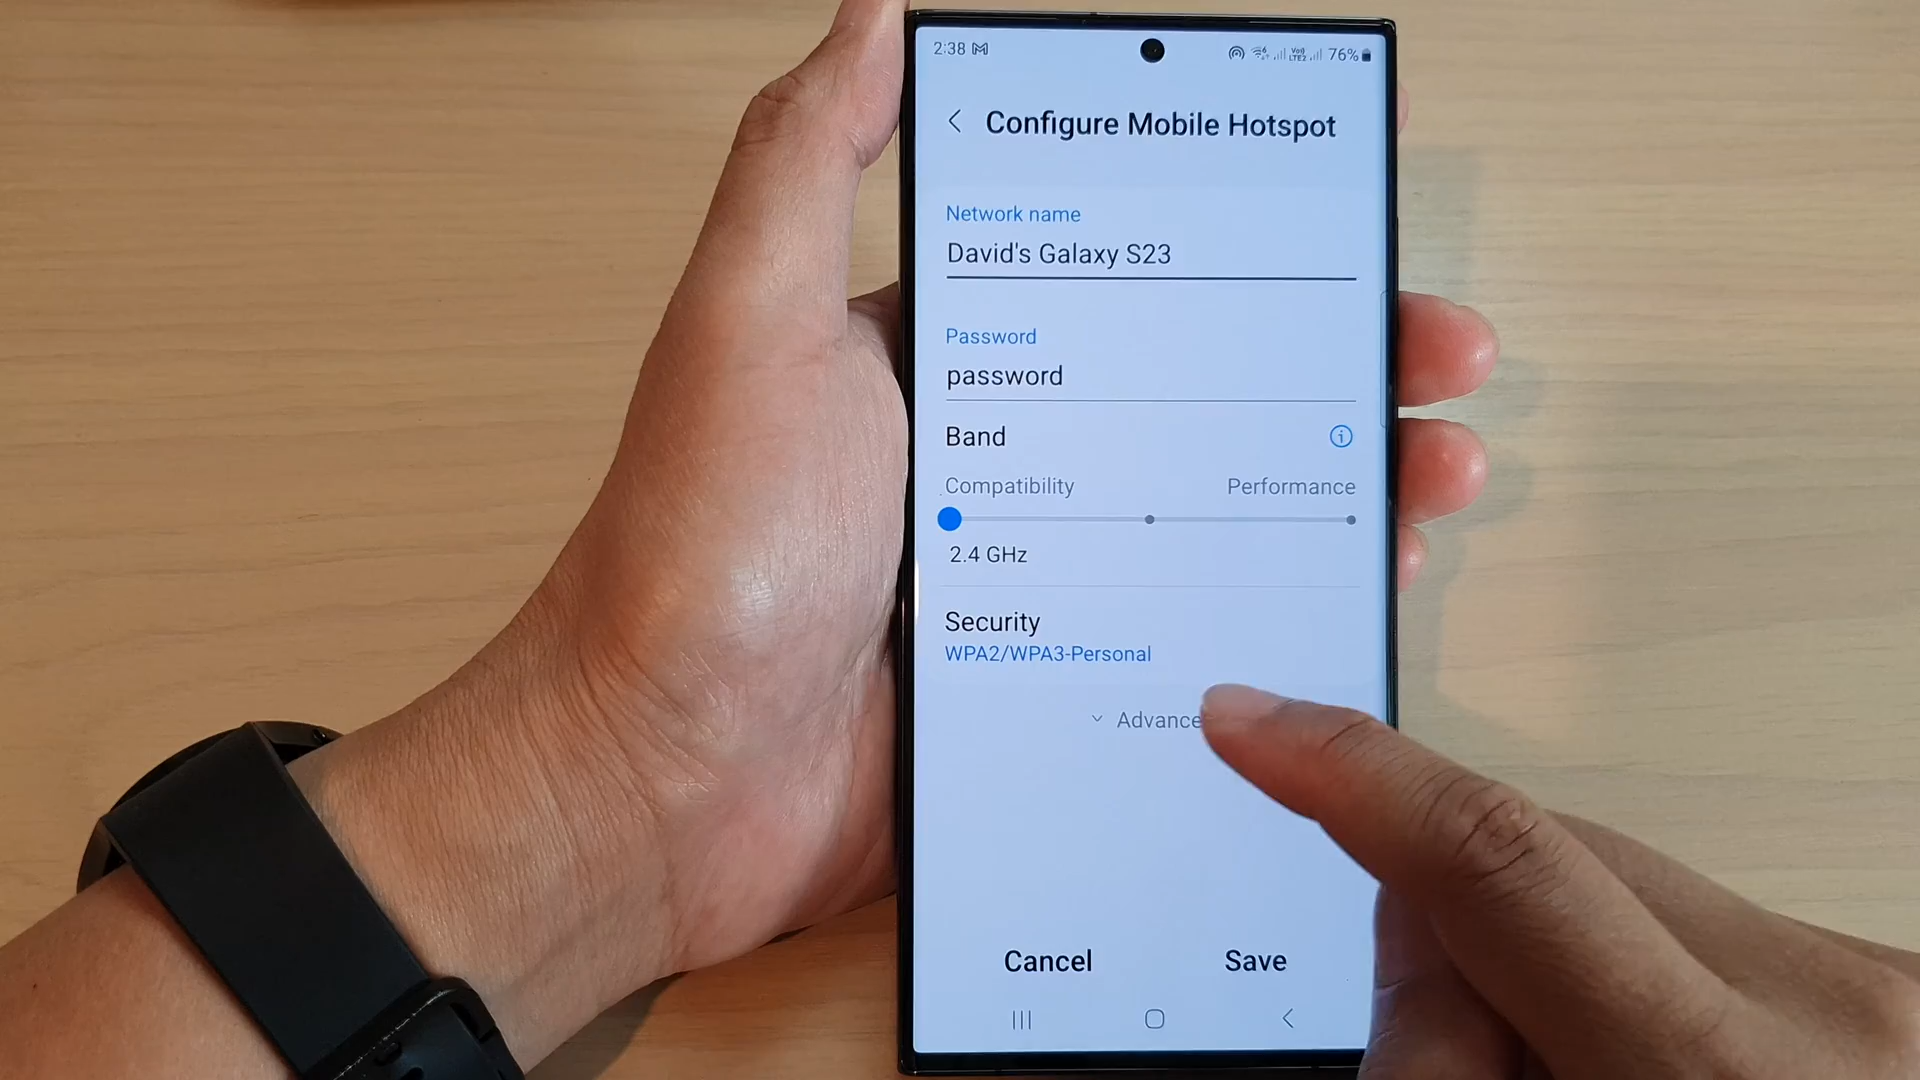 2:38 76%
Configure Mobile Hotspot
Network name
David's Galaxy S23
Password
password
Band
Compatibility Performance
2.4 GHz
Security
WPA2/WPA3-Personal
Advance
Cancel Save